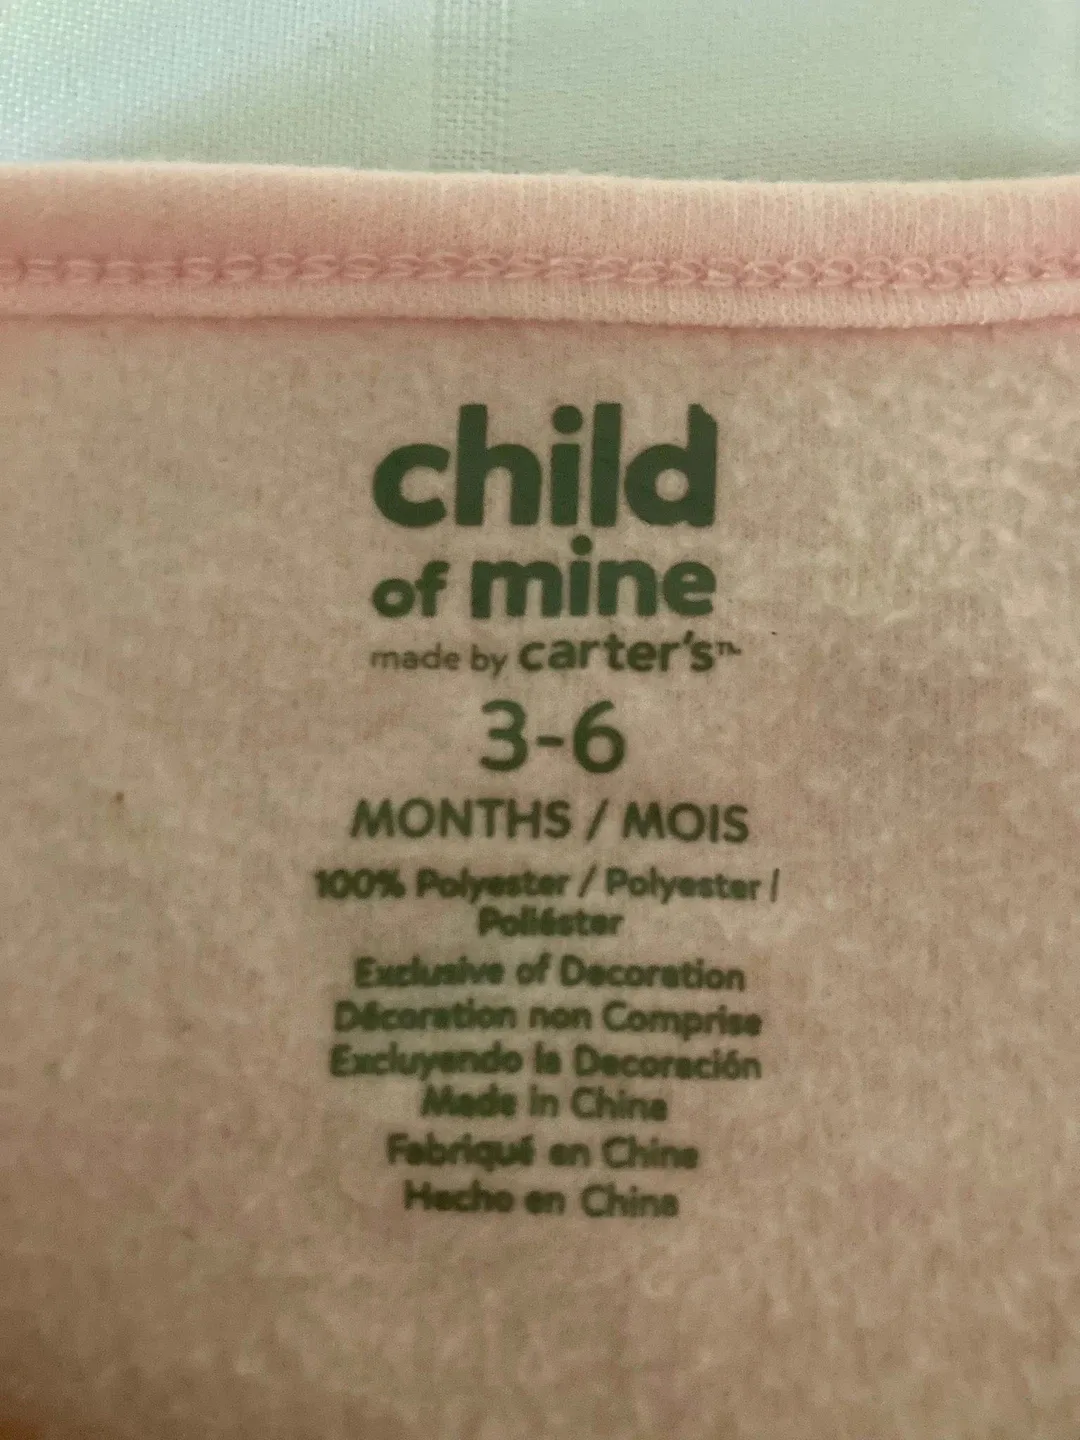 child
of mine
made by carter's™
3-6
MONTHS / MOIS
100% Polyester / Polyester /
Poliéster
Exclusive of Decoration
Décoration non Comprise
Excluyendo la Decoración
Made in China
Fabriqué en Chine
Hecho en China